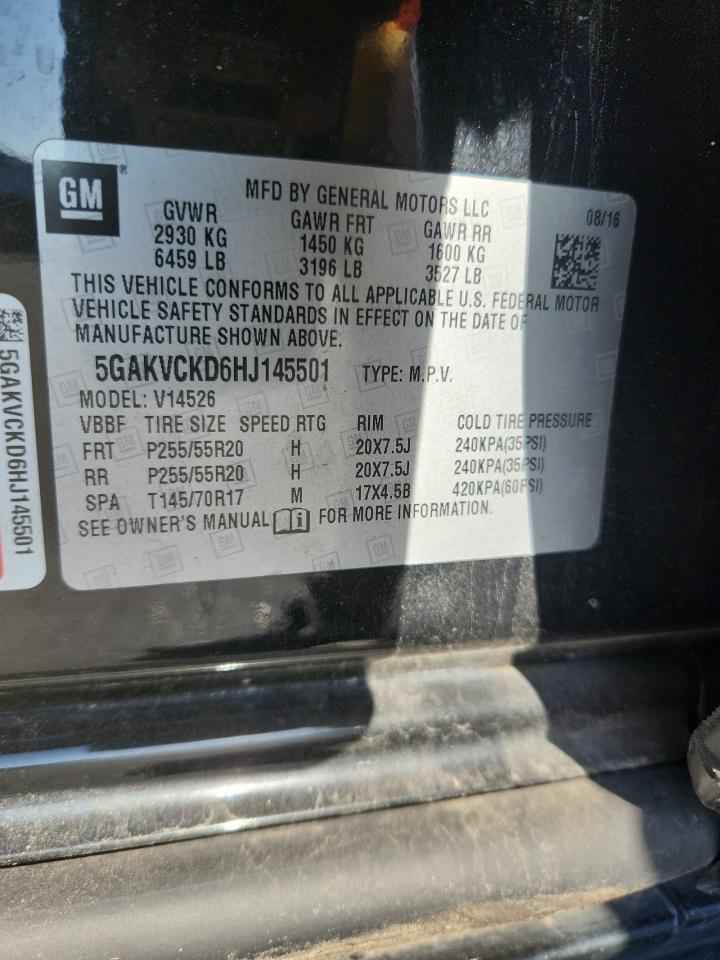 GM
MFD BY GENERAL MOTORS LLC
08/16
GVWR GAWR FRT GAWR RR
2930 KG 1450 KG 1600 KG
6459 LB 3196 LB 3527 LB
THIS VEHICLE CONFORMS TO ALL APPLICABLE U.S. FEDERAL MOTOR
VEHICLE SAFETY STANDARDS IN EFFECT ON THE DATE OF
MANUFACTURE SHOWN ABOVE.
5GAKVCKD6HJ145501 TYPE: M.P.V.
MODEL: V14526
VBBF TIRE SIZE SPEED RTG RIM COLD TIRE PRESSURE
FRT P255/55R20 H 20X7.5J 240KPA(35PSI)
RR P255/55R20 H 20X7.5J 240KPA(35PSI)
SPA T145/70R17 M 17X4.5B 420KPA(60PSI)
SEE OWNER'S MANUAL FOR MORE INFORMATION.
5GAKVCKD6HJ145501